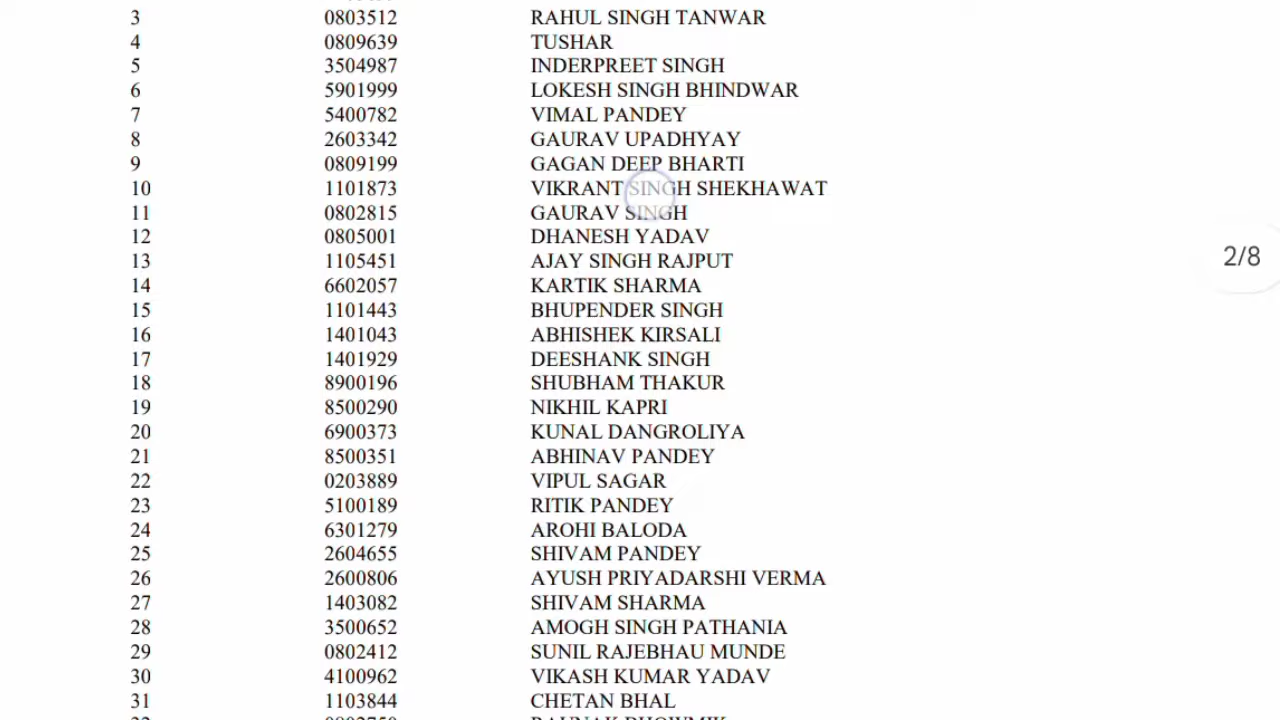 3 0803512 RAHUL SINGH TANWAR
4 0809639 TUSHAR
5 3504987 INDERPREET SINGH
6 5901999 LOKESH SINGH BHINDWAR
7 5400782 VIMAL PANDEY
8 2603342 GAURAV UPADHYAY
9 0809199 GAGAN DEEP BHARTI
10 1101873 VIKRANT SINGH SHEKHAWAT
11 0802815 GAURAV SINGH
12 0805001 DHANESH YADAV
13 1105451 AJAY SINGH RAJPUT
14 6602057 KARTIK SHARMA
15 1101443 BHUPENDER SINGH
16 1401043 ABHISHEK KIRSALI
17 1401929 DEESHANK SINGH
18 8900196 SHUBHAM THAKUR
19 8500290 NIKHIL KAPRI
20 6900373 KUNAL DANGROLIYA
21 8500351 ABHINAV PANDEY
22 0203889 VIPUL SAGAR
23 5100189 RITIK PANDEY
24 6301279 AROHI BALODA
25 2604655 SHIVAM PANDEY
26 2600806 AYUSH PRIYADARSHI VERMA
27 1403082 SHIVAM SHARMA
28 3500652 AMOGH SINGH PATHANIA
29 0802412 SUNIL RAJEBHAU MUNDE
30 4100962 VIKASH KUMAR YADAV
31 1103844 CHETAN BHAL
2/8